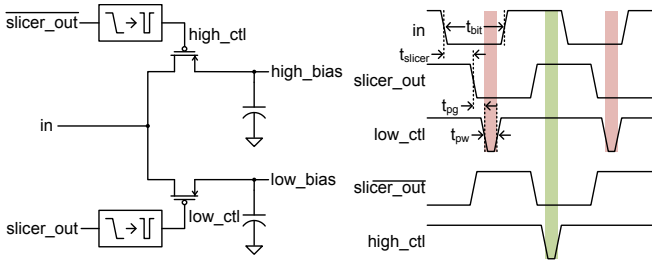 slicer_out
high_ctl
high_bias
in
low_bias
slicer_out
low_ctl
in
t_bit
t_slicer
slicer_out
t_pg
low_ctl
t_pw
slicer_out
high_ctl